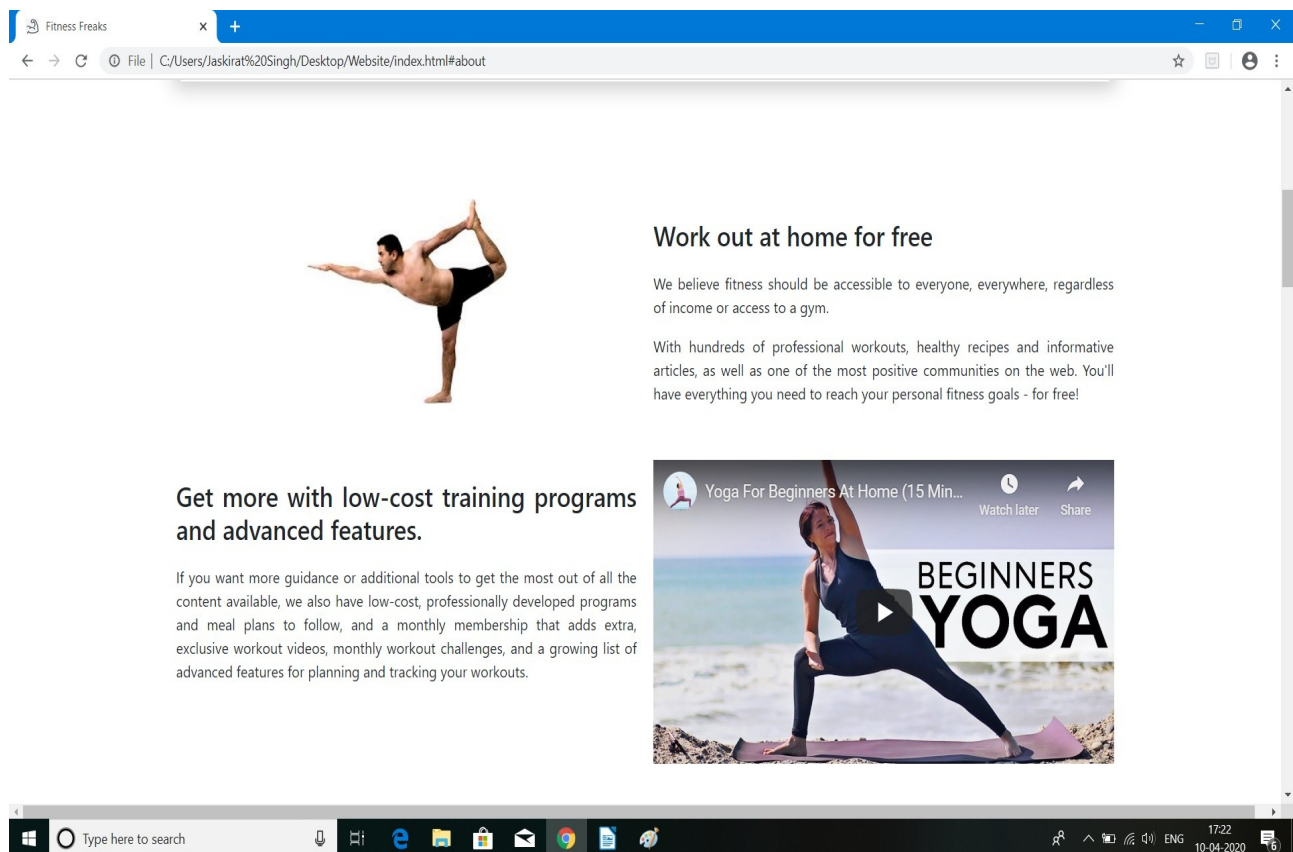 Fitness Freaks
File | C:/Users/Jaskirat%20Singh/Desktop/Website/index.html#about
Work out at home for free
We believe fitness should be accessible to everyone, everywhere, regardless
of income or access to a gym.
With hundreds of professional workouts, healthy recipes and informative
articles, as well as one of the most positive communities on the web. You'll
have everything you need to reach your personal fitness goals - for free!
Get more with low-cost training programs
and advanced features.
If you want more guidance or additional tools to get the most out of all the
content available, we also have low-cost, professionally developed programs
and meal plans to follow, and a monthly membership that adds extra,
exclusive workout videos, monthly workout challenges, and a growing list of
advanced features for planning and tracking your workouts.
Yoga For Beginners At Home (15 Min...
Watch later
Share
BEGINNERS
YOGA
Type here to search
ENG
17:22
10-04-2020
6